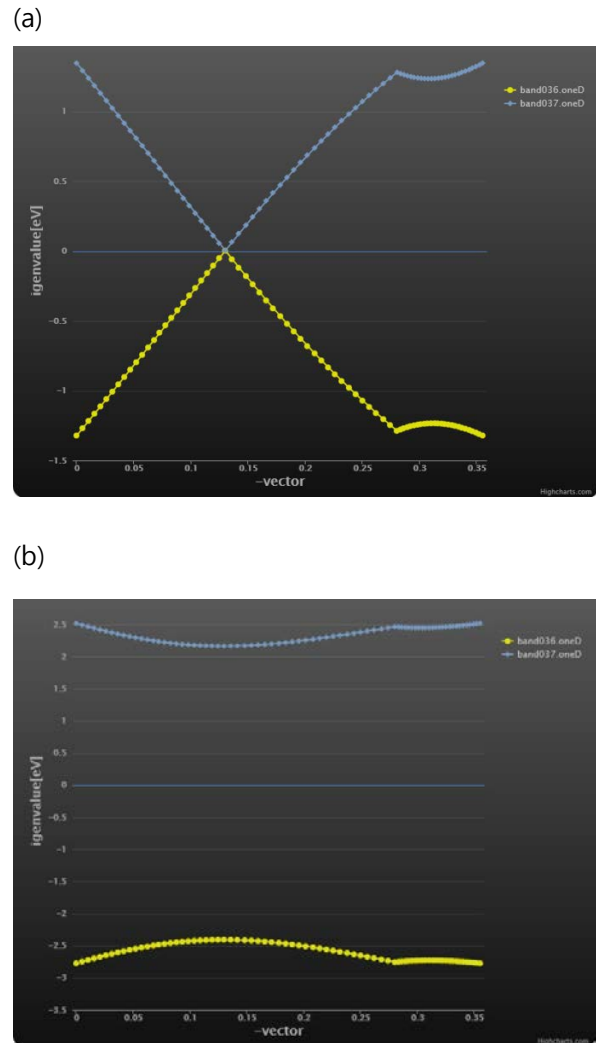 (a)
1
0.5
0
−0.5
−1
−1.5
igenvalue[eV]
0 0.05 0.1 0.15 0.2 0.25 0.3 0.35
−vector
band036.oneD
band037.oneD
Highcharts.com
(b)
2.5
2
1.5
1
0.5
0
−0.5
−1
−1.5
−2
−2.5
−3
−3.5
igenvalue[eV]
0 0.05 0.1 0.15 0.2 0.25 0.3 0.35
−vector
band036.oneD
band037.oneD
Highcharts.com